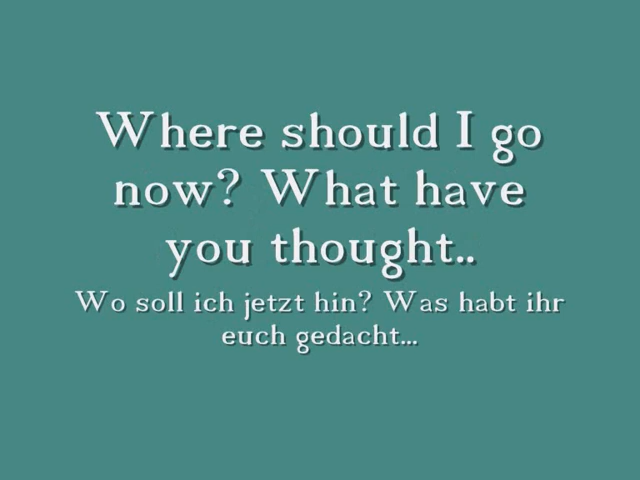 Where should I go
now? What have
you thought..
Wo soll ich jetzt hin? Was habt ihr
euch gedacht...